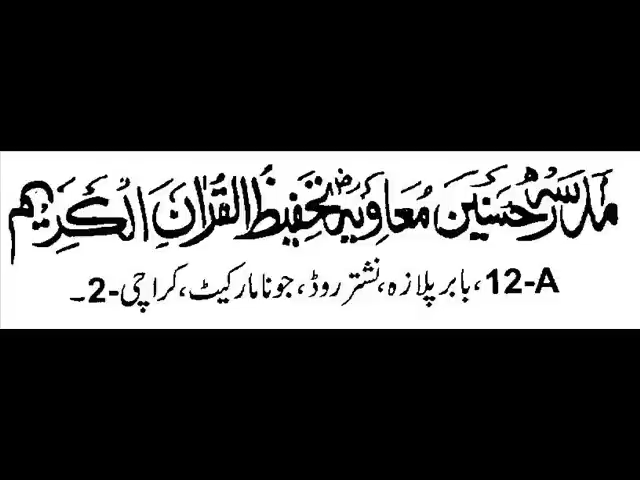 مدرسہ حسنین معاویہؓ تحفیظ القرآن الکریم
12-A، بابر پلازہ، نشتر روڈ، جونا مارکیٹ، کراچی-2۔